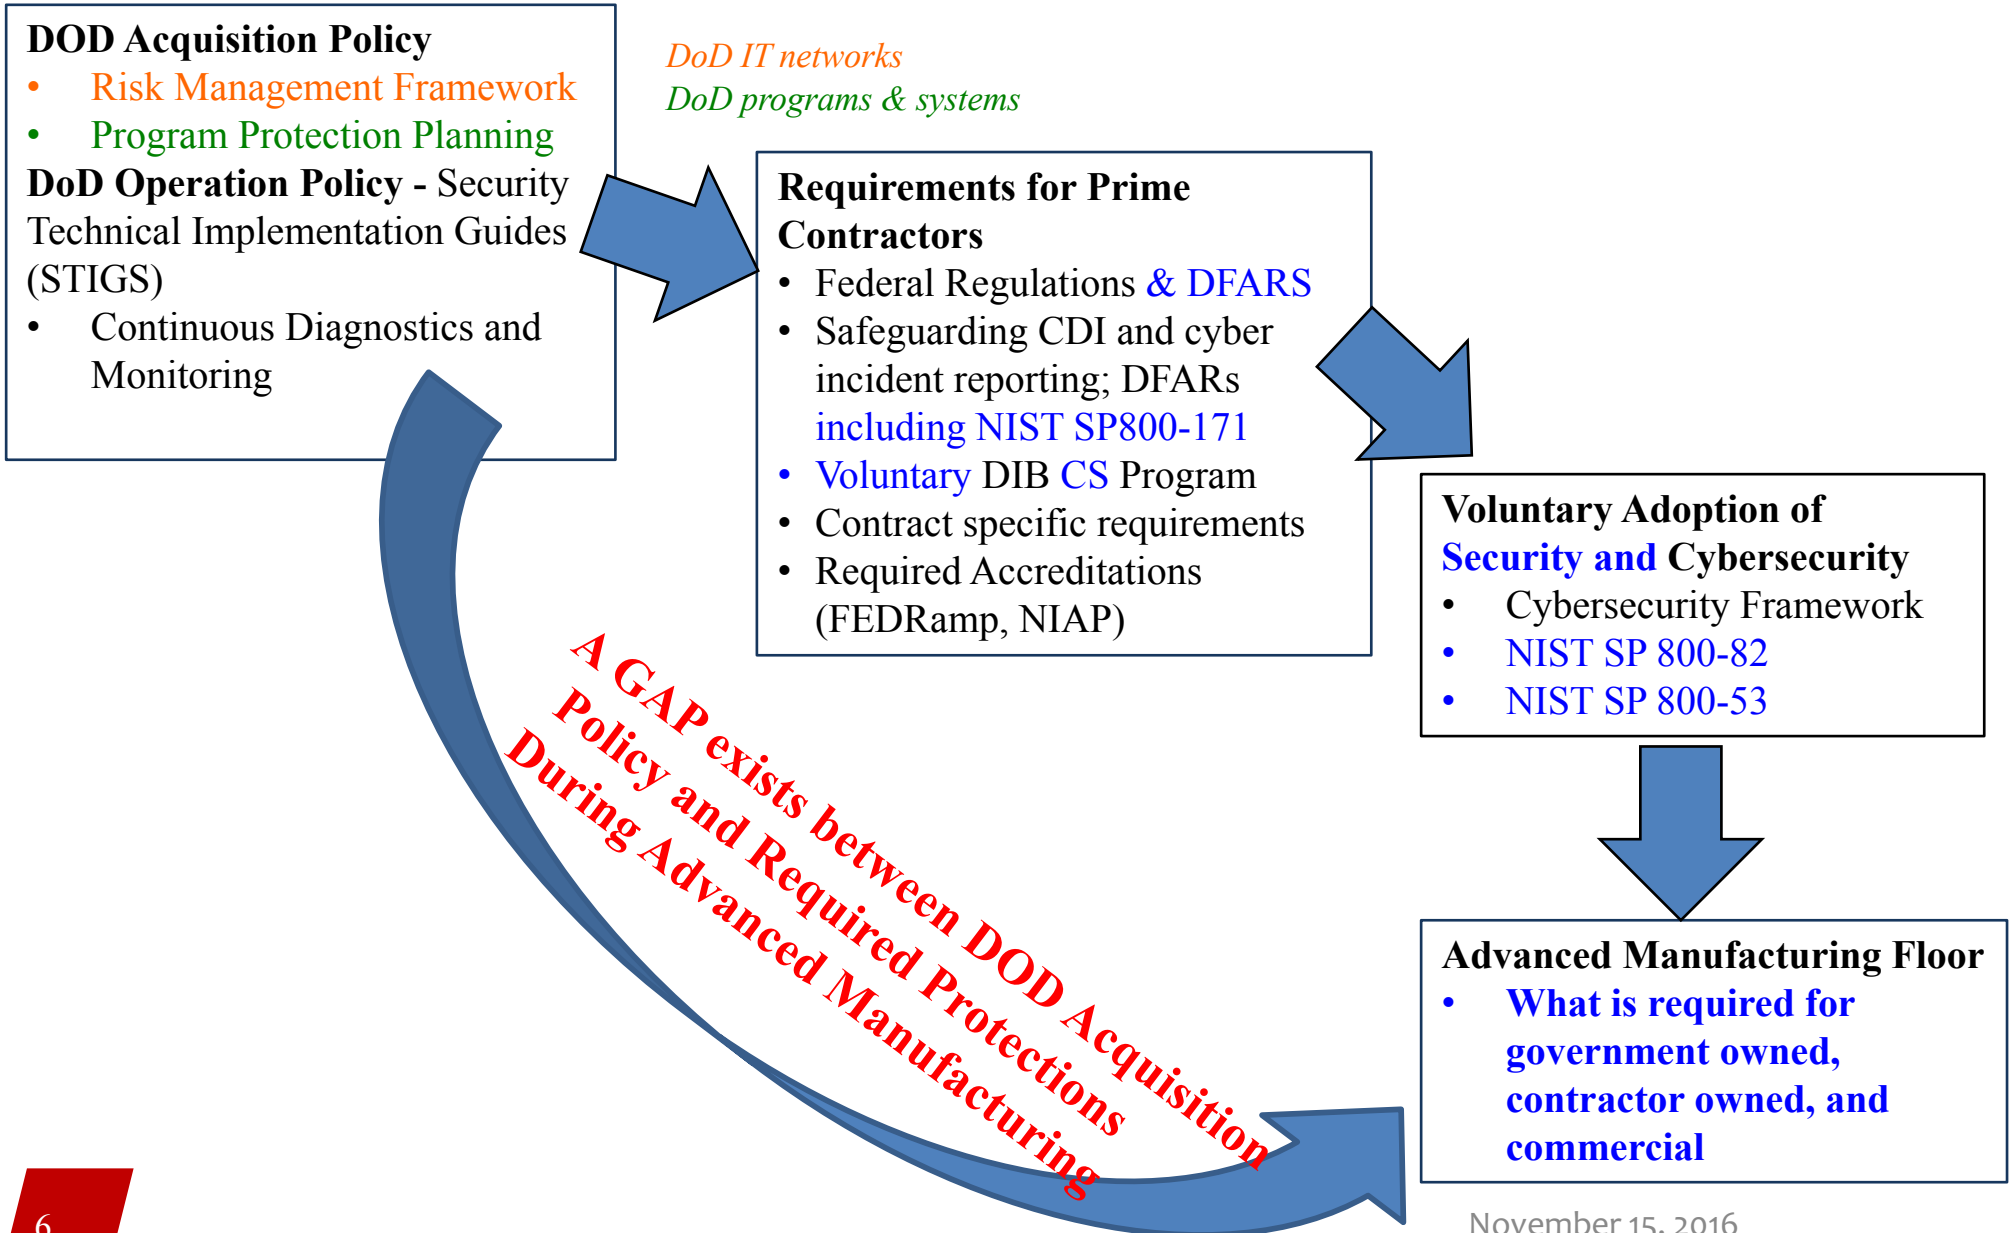 DOD Acquisition Policy
• Risk Management Framework
• Program Protection Planning
DoD Operation Policy - Security
Technical Implementation Guides
(STIGS)
• Continuous Diagnostics and
Monitoring
DoD IT networks
DoD programs & systems
Requirements for Prime
Contractors
• Federal Regulations & DFARS
• Safeguarding CDI and cyber
incident reporting; DFARs
including NIST SP800-171
• Voluntary DIB CS Program
• Contract specific requirements
• Required Accreditations
(FEDRamp, NIAP)
Voluntary Adoption of
Security and Cybersecurity
• Cybersecurity Framework
• NIST SP 800-82
• NIST SP 800-53
A GAP exists between DOD Acquisition
Policy and Required Protections
During Advanced Manufacturing
Advanced Manufacturing Floor
• What is required for
government owned,
contractor owned, and
commercial
6
November 15, 2016